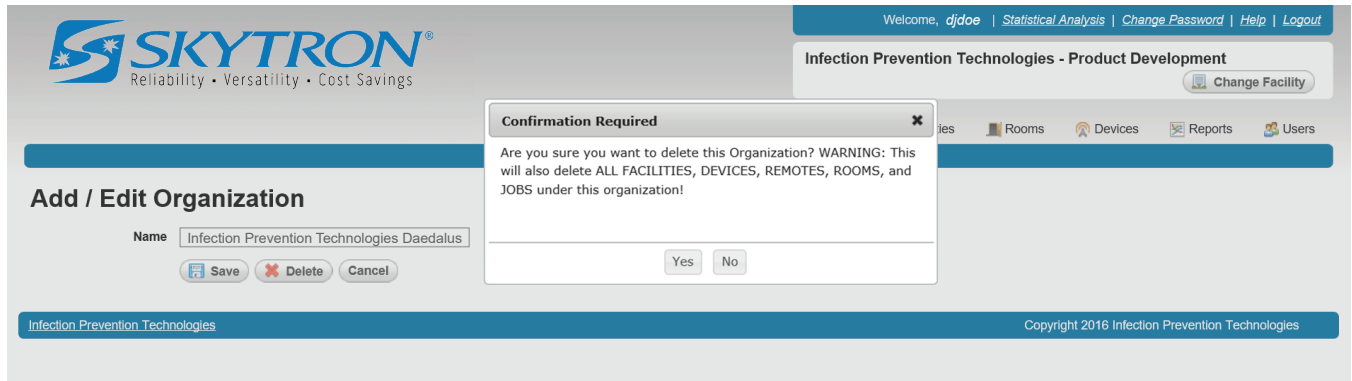 Welcome, djdoe | Statistical Analysis | Change Password | Help | Logout
SKYTRON®
Reliability • Versatility • Cost Savings
Infection Prevention Technologies - Product Development
Change Facility
Rooms Devices Reports Users
Confirmation Required
Are you sure you want to delete this Organization? WARNING: This
will also delete ALL FACILITIES, DEVICES, REMOTES, ROOMS, and
JOBS under this organization!
Yes No
Add / Edit Organization
Name Infection Prevention Technologies Daedalus
Save Delete Cancel
Infection Prevention Technologies Copyright 2016 Infection Prevention Technologies